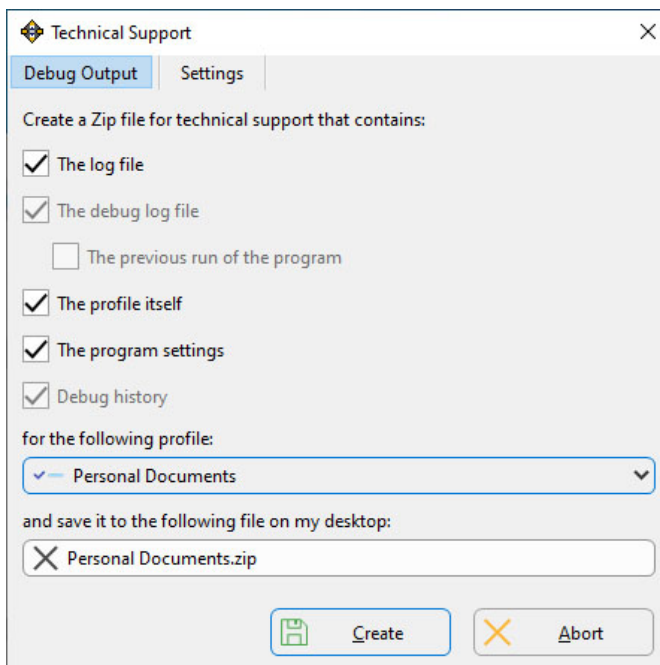 Technical Support
Debug Output Settings
Create a Zip file for technical support that contains:
The log file
The debug log file
The previous run of the program
The profile itself
The program settings
Debug history
for the following profile:
Personal Documents
and save it to the following file on my desktop:
Personal Documents.zip
Create Abort